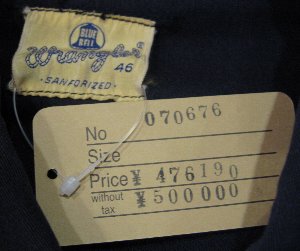 BLUE
BELL
Wrangler
46
·SANFORIZED·
No 070676
Size
Price ¥ 476190
without ¥ 500000
tax